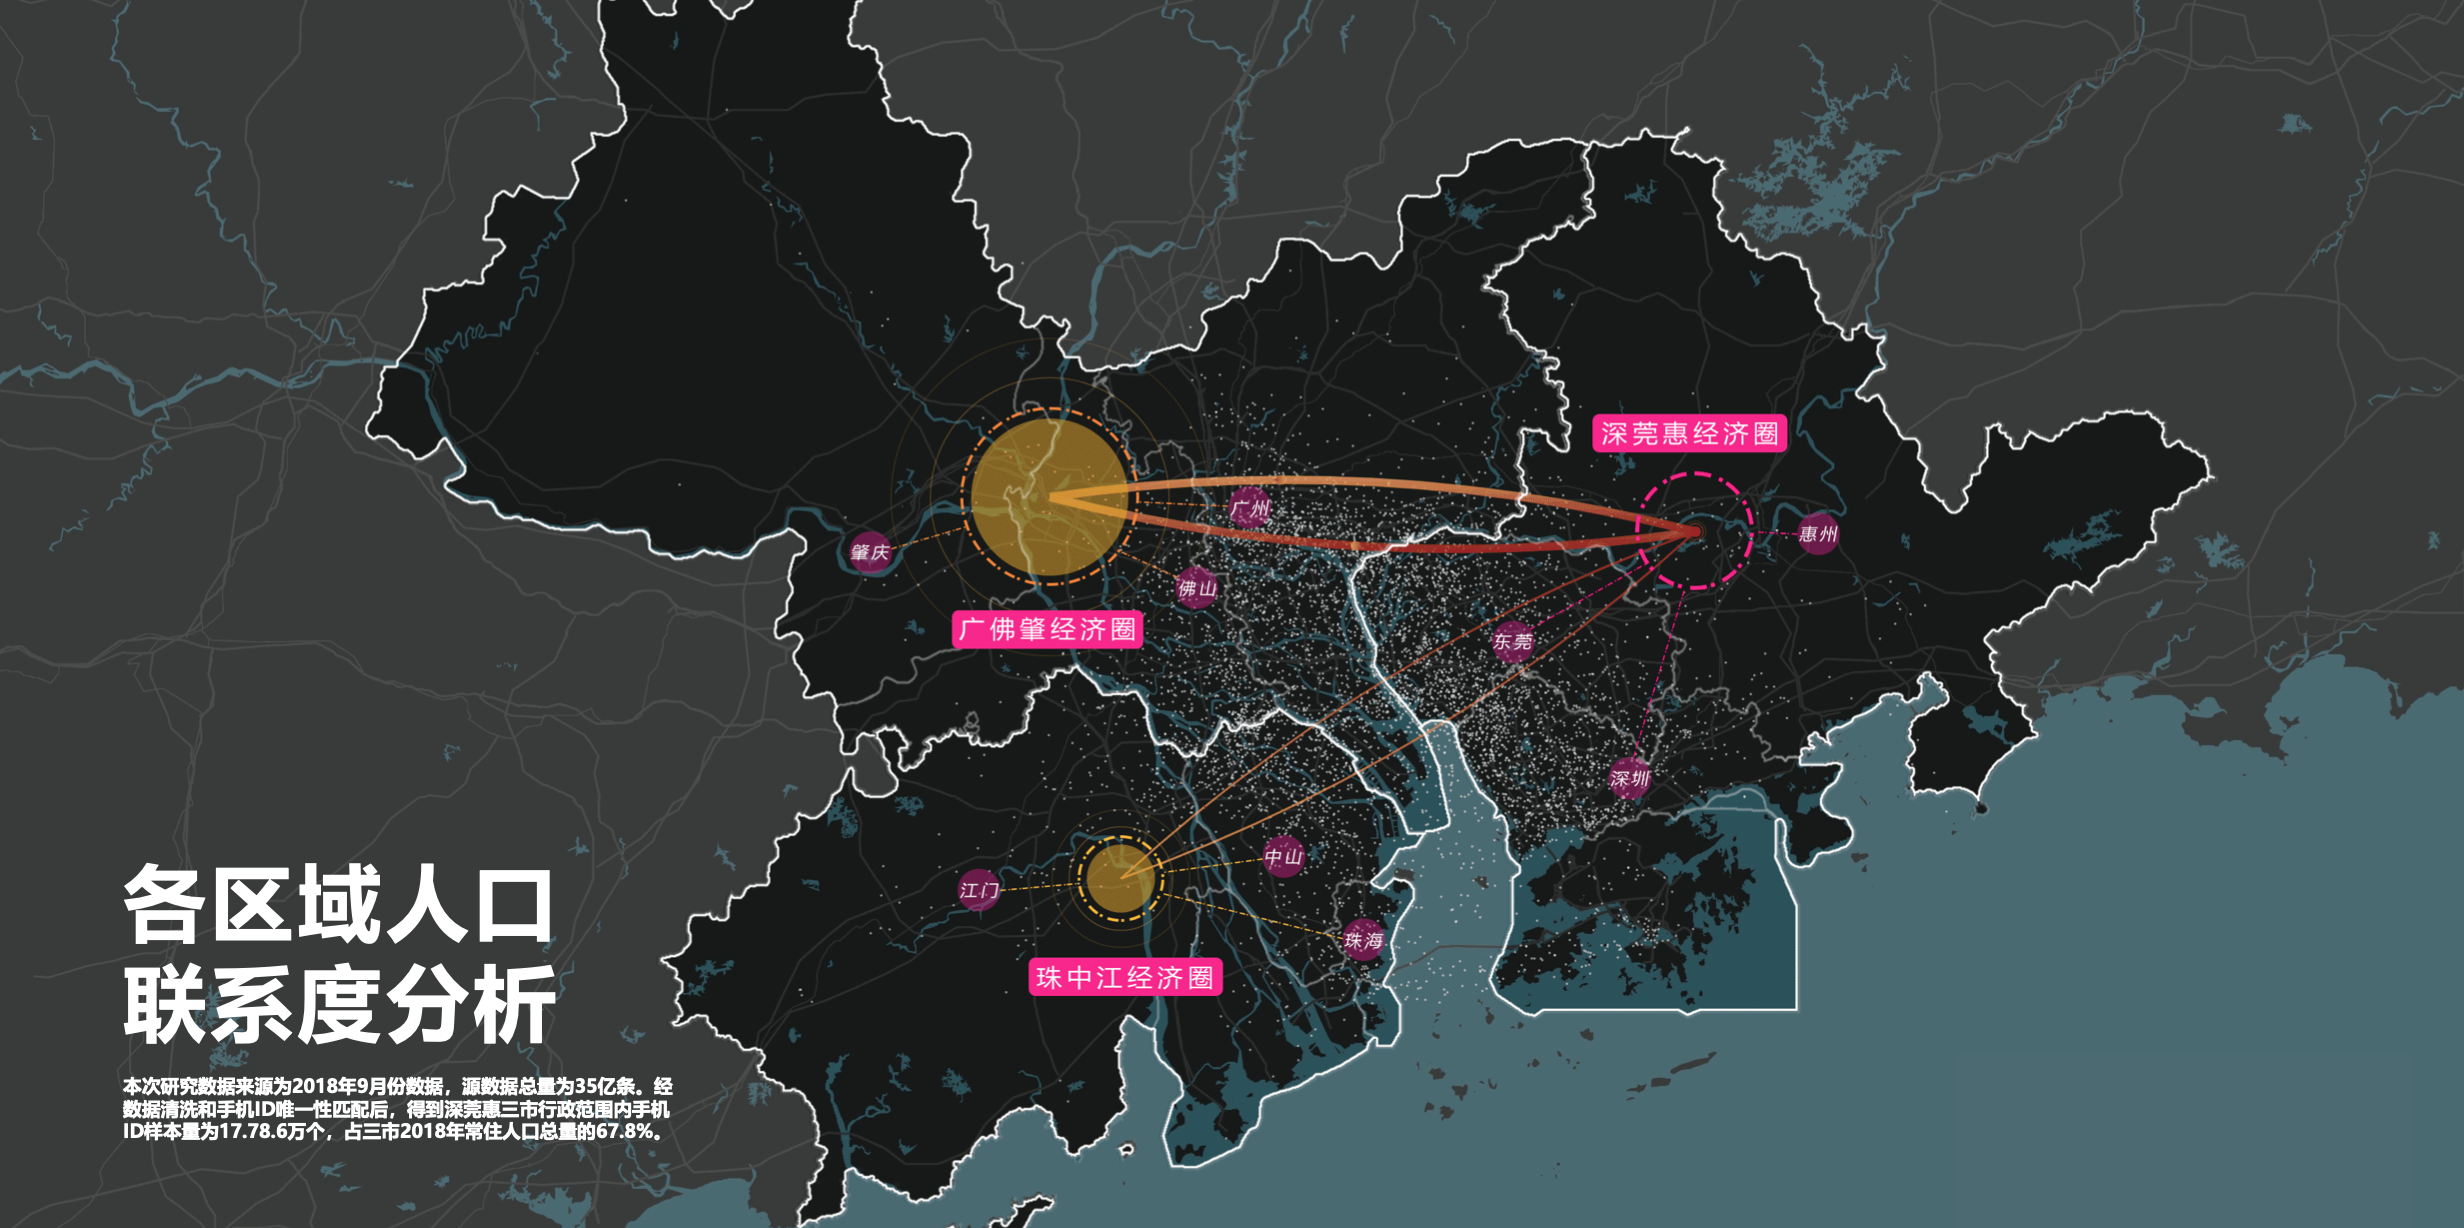 深莞惠经济圈
广州
惠州
肇庆
佛山
广佛肇经济圈
东莞
深圳
中山
江门
珠海
珠中江经济圈
各区域人口
联系度分析
本次研究数据来源为2018年9月份数据，源数据总量为35亿条。经
数据清洗和手机ID唯一性匹配后，得到深莞惠三市行政范围内手机
ID样本量为17.78.6万个，占三市2018年常住人口总量的67.8%。